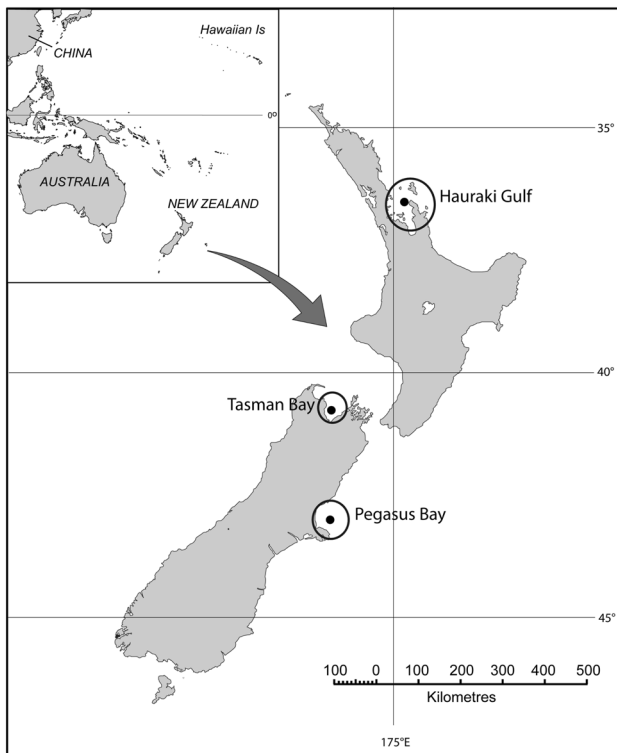 Hawaiian Is
CHINA
0º
AUSTRALIA
NEW ZEALAND
35°
Hauraki Gulf
40°
Tasman Bay
Pegasus Bay
45°
100 0 100 200 300 400 500
Kilometres
175°E